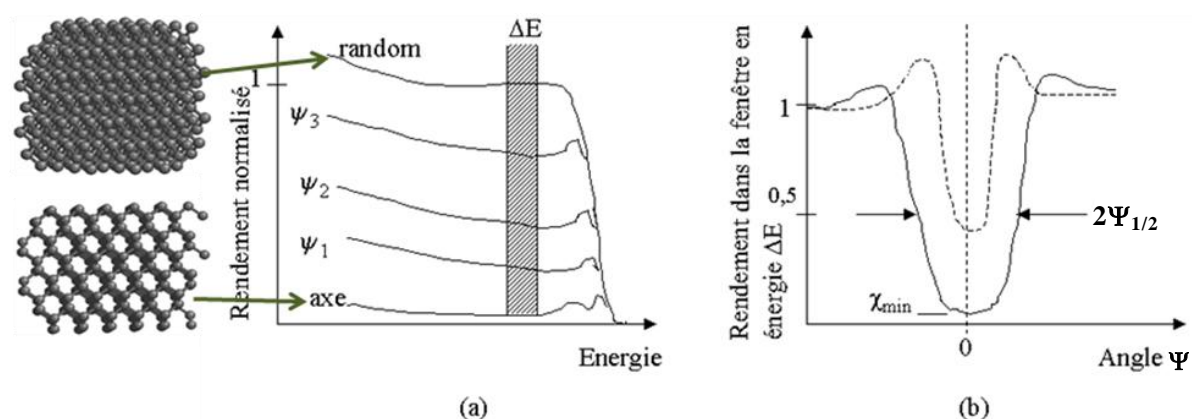 ΔE
random
1
ψ3
ψ2
ψ1
axe
Rendement normalisé
Energie
(a)
Rendement dans la fenêtre en
énergie ΔE
1
0,5
2Ψ1/2
χmin
0
Angle Ψ
(b)